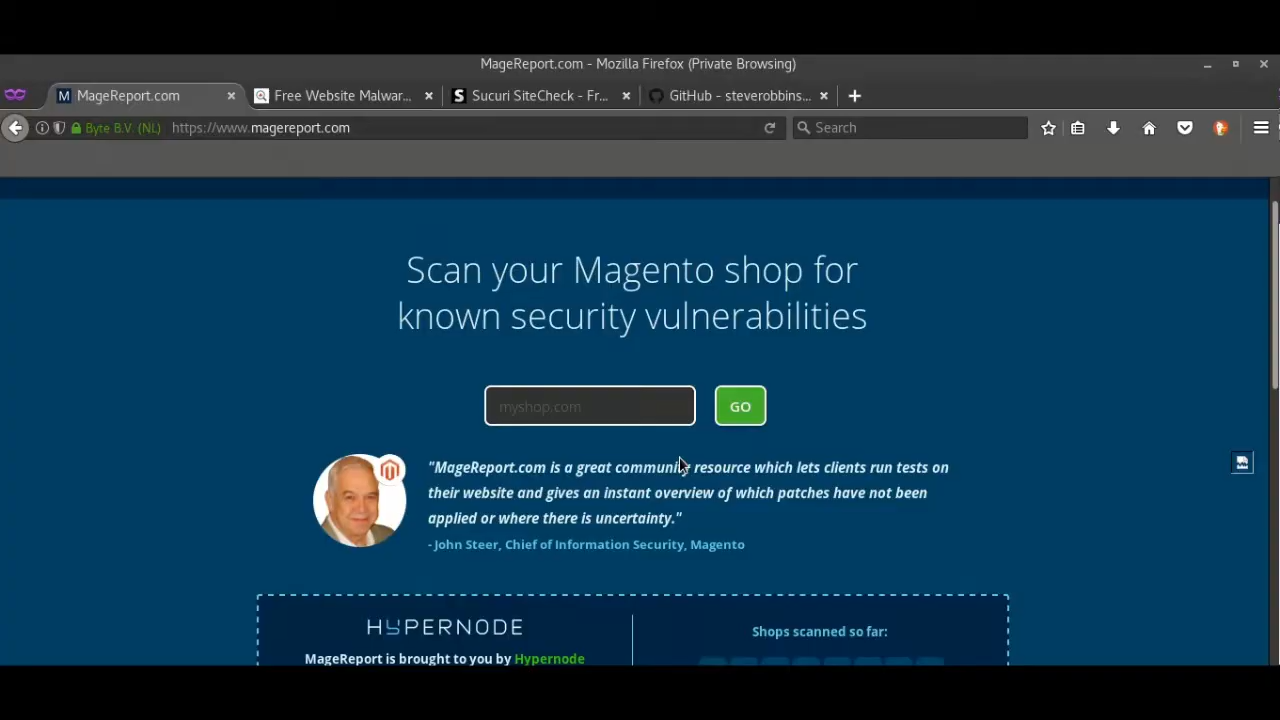 MageReport.com - Mozilla Firefox (Private Browsing)
MageReport.com
Free Website Malwar...
Sucuri SiteCheck - Fr...
GitHub - steverobbins...
Byte B.V. (NL)
https://www.magereport.com
Search
Scan your Magento shop for
known security vulnerabilities
myshop.com
GO
"MageReport.com is a great community resource which lets clients run tests on
their website and gives an instant overview of which patches have not been
applied or where there is uncertainty."
- John Steer, Chief of Information Security, Magento
HYPERNODE
MageReport is brought to you by Hypernode
Shops scanned so far: